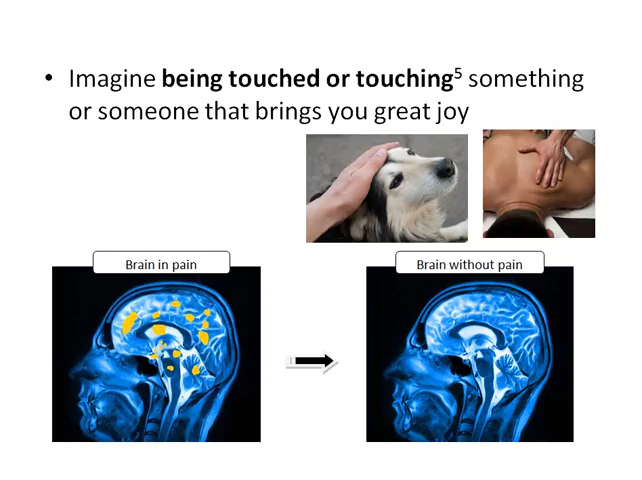 • Imagine being touched or touching⁵ something
or someone that brings you great joy
Brain in pain
Brain without pain